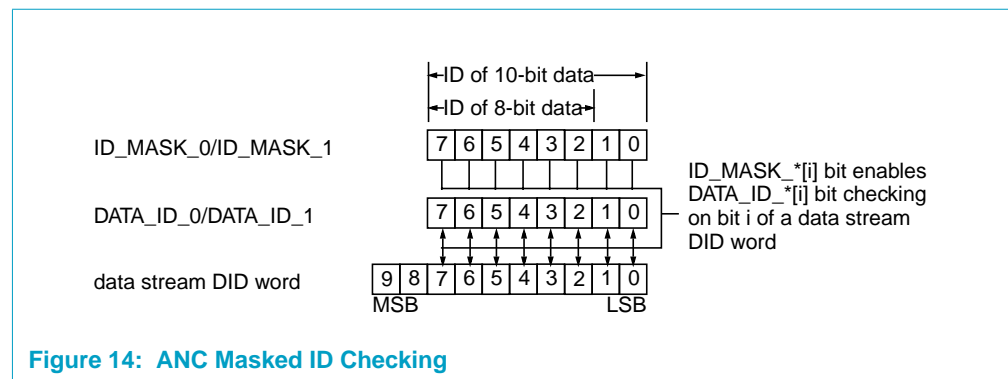 ID of 10-bit data
ID of 8-bit data
ID_MASK_0/ID_MASK_1
7 6 5 4 3 2 1 0
ID_MASK_*[i] bit enables
DATA_ID_*[i] bit checking
on bit i of a data stream
DID word
DATA_ID_0/DATA_ID_1
7 6 5 4 3 2 1 0
data stream DID word
9 8 7 6 5 4 3 2 1 0
MSB LSB
Figure 14: ANC Masked ID Checking